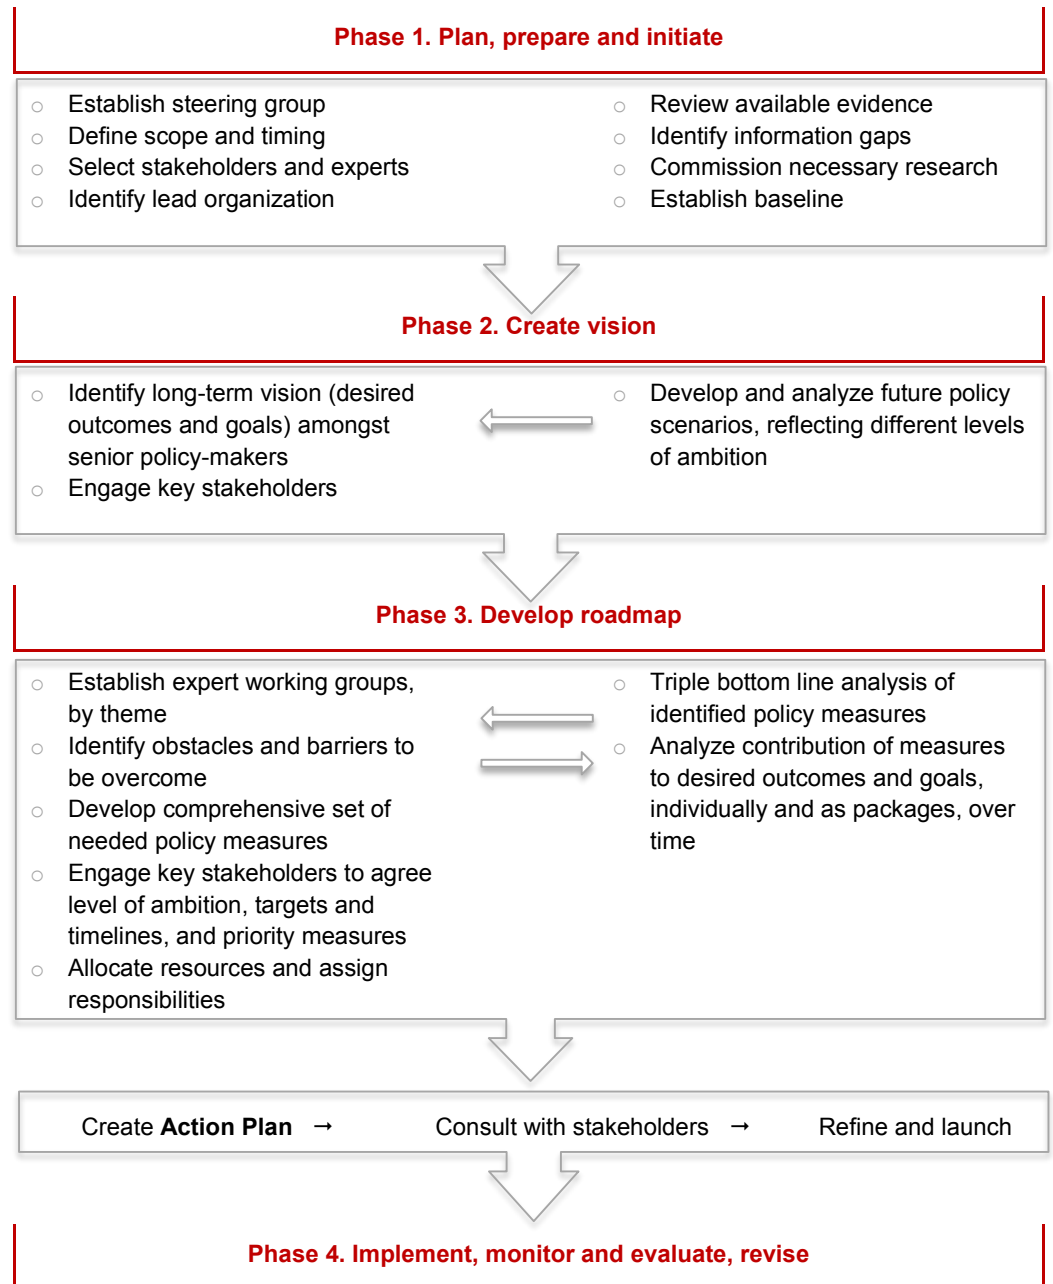 Phase 1. Plan, prepare and initiate
○ Establish steering group
○ Define scope and timing
○ Select stakeholders and experts
○ Identify lead organization
○ Review available evidence
○ Identify information gaps
○ Commission necessary research
○ Establish baseline
Phase 2. Create vision
○ Identify long-term vision (desired
outcomes and goals) amongst
senior policy-makers
○ Engage key stakeholders
○ Develop and analyze future policy
scenarios, reflecting different levels
of ambition
Phase 3. Develop roadmap
○ Establish expert working groups,
by theme
○ Identify obstacles and barriers to
be overcome
○ Develop comprehensive set of
needed policy measures
○ Engage key stakeholders to agree
level of ambition, targets and
timelines, and priority measures
○ Allocate resources and assign
responsibilities
○ Triple bottom line analysis of
identified policy measures
○ Analyze contribution of measures
to desired outcomes and goals,
individually and as packages, over
time
Create Action Plan → Consult with stakeholders → Refine and launch
Phase 4. Implement, monitor and evaluate, revise